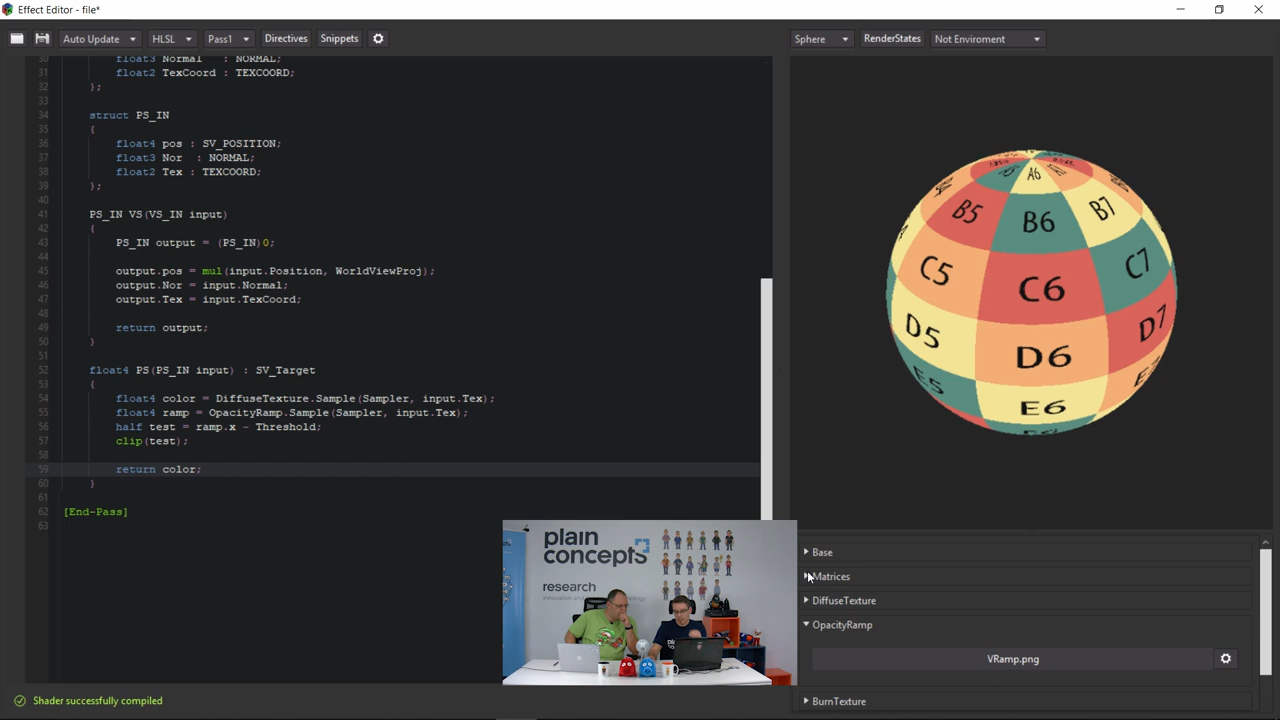 Effect Editor - file*
Auto Update HLSL Pass1 Directives Snippets
Sphere RenderStates Not Enviroment
30 float3 Normal : NORMAL;
31 float2 TexCoord : TEXCOORD;
32 };
33
34 struct PS_IN
35 {
36 float4 pos : SV_POSITION;
37 float3 Nor : NORMAL;
38 float2 Tex : TEXCOORD;
39 };
40
41 PS_IN VS(VS_IN input)
42 {
43 PS_IN output = (PS_IN)0;
44
45 output.pos = mul(input.Position, WorldViewProj);
46 output.Nor = input.Normal;
47 output.Tex = input.TexCoord;
48
49 return output;
50 }
51
52 float4 PS(PS_IN input) : SV_Target
53 {
54 float4 color = DiffuseTexture.Sample(Sampler, input.Tex);
55 float4 ramp = OpacityRamp.Sample(Sampler, input.Tex);
56 half test = ramp.x - Threshold;
57 clip(test);
58
59 return color;
60 }
61
62 [End-Pass]
63
A6
B5 B6 B7
C5 C6 C7
D5 D6 D7
E5 E6
plain
concepts
research
Base
Matrices
DiffuseTexture
OpacityRamp
VRamp.png
BurnTexture
Shader successfully compiled